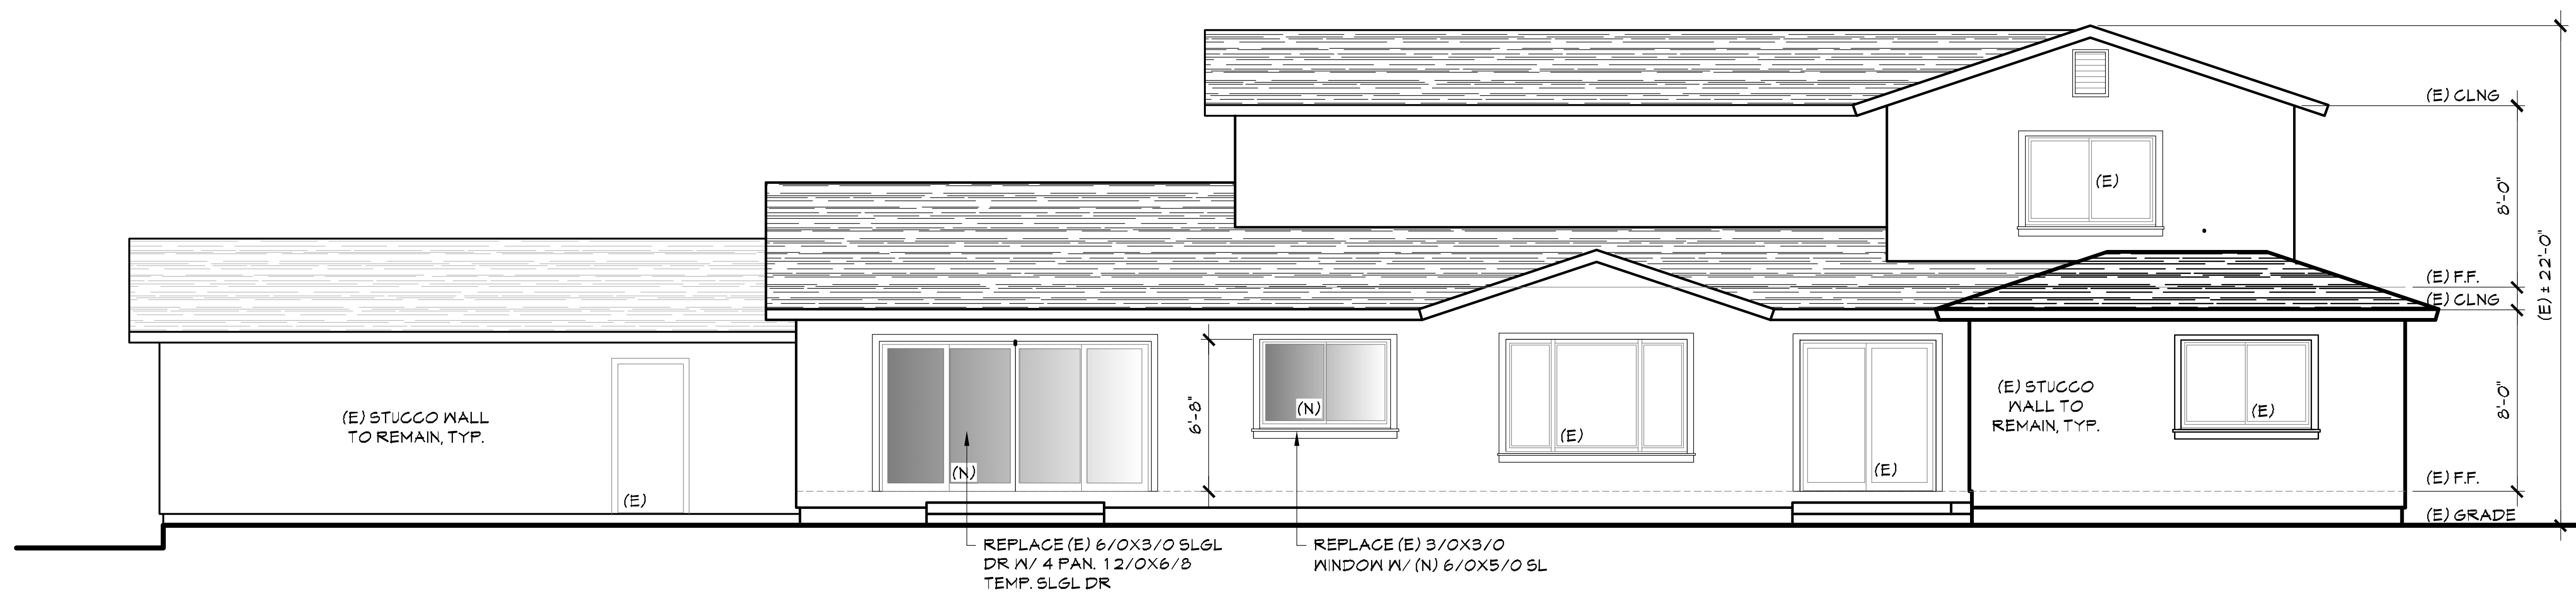 (E) CLNG
8'-0"
(E)
(E) ± 22'-0"
(E) F.F.
(E) CLNG
(E) STUCCO WALL
TO REMAIN, TYP.
(E)
(N)
6'-8"
(N)
(E)
(E)
(E) STUCCO
WALL TO
REMAIN, TYP.
(E)
8'-0"
(E) F.F.
(E) GRADE
REPLACE (E) 6/0X3/0 SLGL
DR W/ 4 PAN. 12/0X6/8
TEMP. SLGL DR
REPLACE (E) 3/0X3/0
WINDOW W/ (N) 6/0X5/0 SL